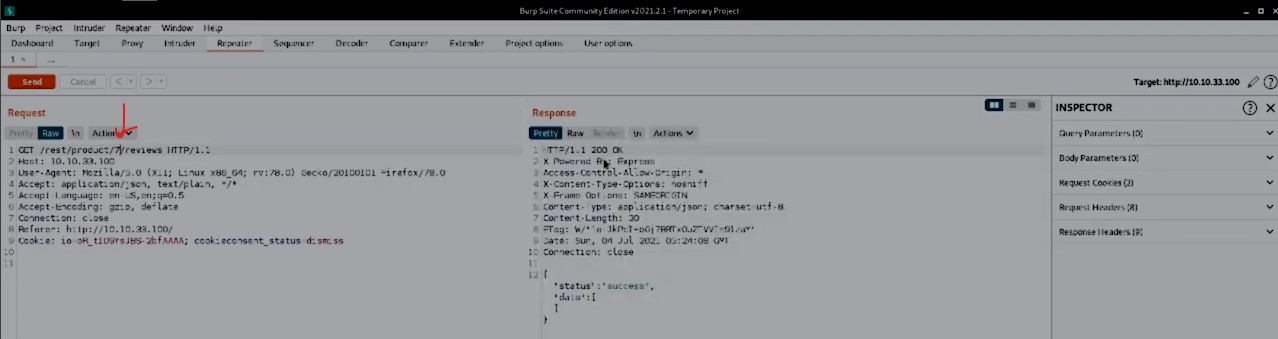 Burp Suite Community Edition v2021.2.1 - Temporary Project
Burp Project Intruder Repeater Window Help
Dashboard Target Proxy Intruder Repeater Sequencer Decoder Comparer Extender Project options User options
1 × ...
Send Cancel < > Target: http://10.10.33.100
Request
Pretty Raw \n Actions
1 GET /rest/product/7/reviews HTTP/1.1
2 Host: 10.10.33.100
3 User-Agent: Mozilla/5.0 (X11; Linux x86_64; rv:78.0) Gecko/20100101 Firefox/78.0
4 Accept: application/json, text/plain, */*
5 Accept-Language: en-US,en;q=0.5
6 Accept-Encoding: gzip, deflate
7 Connection: close
8 Referer: http://10.10.33.100/
9 Cookie: cookieconsent_status=dismiss
10
11
Response
Pretty Raw Render \n Actions
1 HTTP/1.1 200 OK
2 X-Powered-By: Express
3 Access-Control-Allow-Origin: *
4 X-Content-Type-Options: nosniff
5 X-Frame-Options: SAMEORIGIN
6 Content-Type: application/json; charset=utf-8
7 Content-Length: 30
8 ETag:
9 Date: Sun, 04 Jul 2021 05:24:08 GMT
10 Connection: close
11
12 {
"status":"success",
"data":[
]
}
INSPECTOR
Query Parameters (0)
Body Parameters (0)
Request Cookies (2)
Request Headers (8)
Response Headers (9)